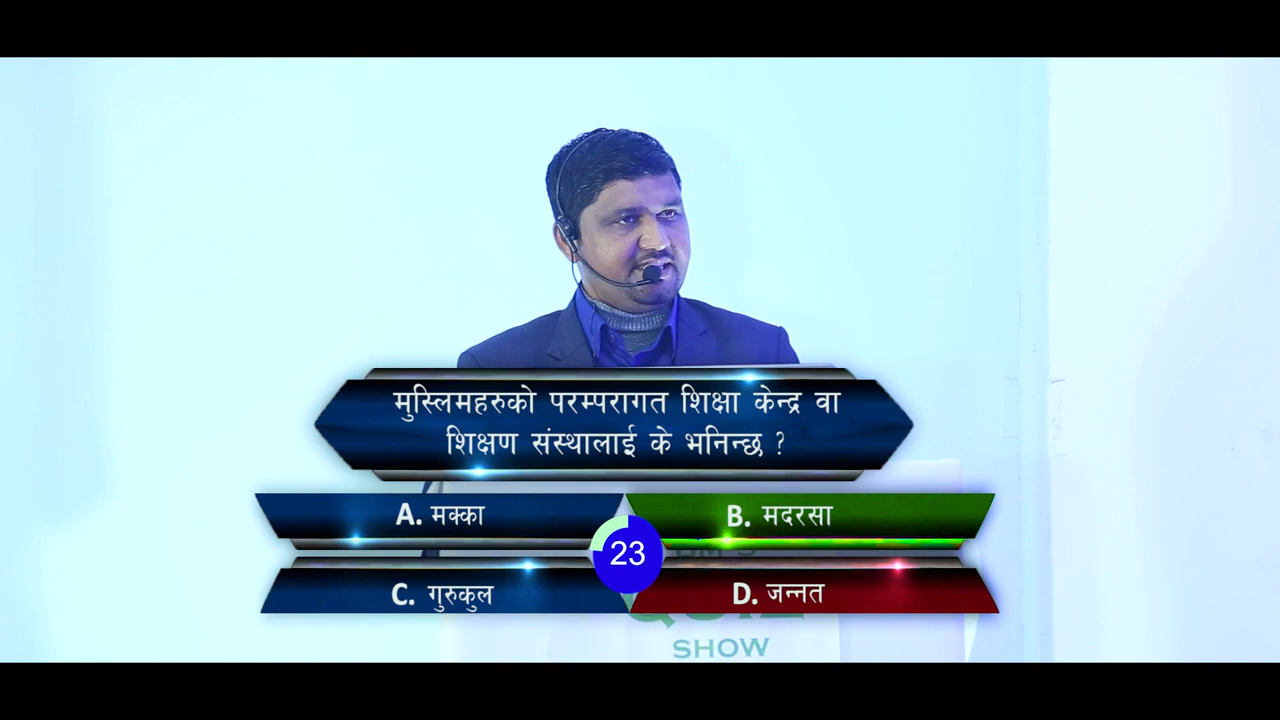 मुस्लिमहरुको परम्परागत शिक्षा केन्द्र वा
शिक्षण संस्थालाई के भनिन्छ ?
A. मक्का
B. मदरसा
23
C. गुरुकुल
D. जन्नत
SHOW